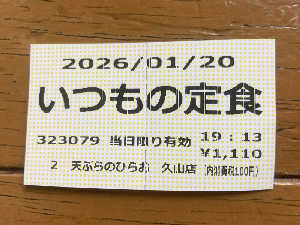 2026/01/20
いつもの定食
323079 当日限り有効 19:13
¥1,110
2 天ぷらのひらお 久山店 (内消費税100円)